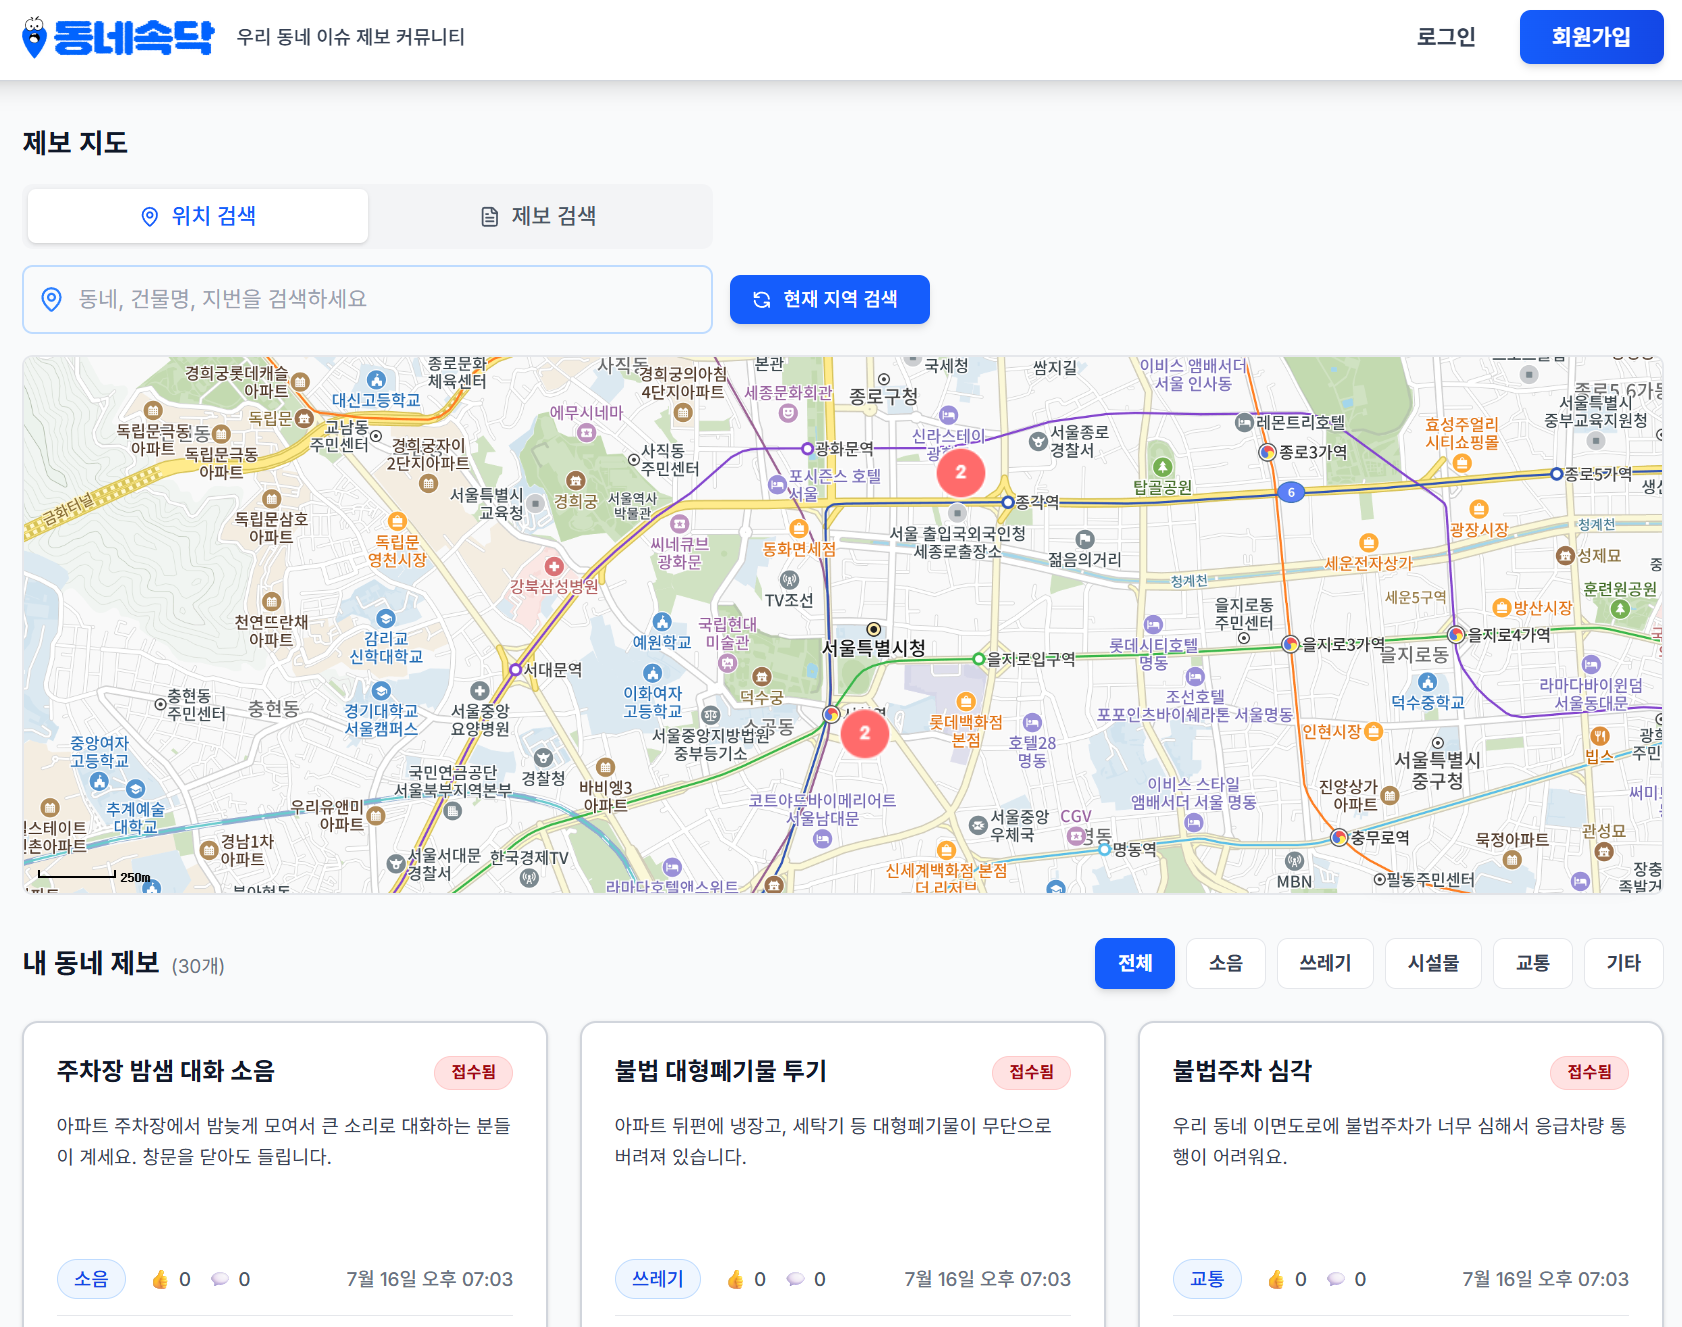 동네속닥
우리 동네 이슈 제보 커뮤니티
로그인
회원가입
제보 지도
위치 검색
제보 검색
동네, 건물명, 지번을 검색하세요
현재 지역 검색
경희궁롯데캐슬
아파트
대신고등학교
종로문화
체육센터
사직동
경희궁의아침
4단지아파트
본관
세종문화회관
종로구청
국세청
쌈지길
이비스 앰배서더
서울 인사동
종로5.6가동
서울특별시
중부교육지원청
독립문
독립문극동
아파트
독립문극동
아파트
교남동
주민센터
경희궁자이
2단지아파트
에무시네마
사직동
주민센터
광화문역
신라스테이
서울종로
경찰서
레몬트리호텔
종로3가역
효성주얼리
시티쇼핑몰
종로5가역
금화터널
독립문삼호
아파트
서울특별시
교육청
경희궁
서울역사
박물관
포시즌스 호텔
서울
2
종각역
탑골공원
6
광장시장
청계천
독립문
영천시장
씨네큐브
광화문
동화면세점
서울 출입국외국인청
세종로출장소
젊음의거리
세운전자상가
성제묘
강북삼성병원
TV조선
청계천
세운5구역
방산시장
훈련원공원
천연뜨란채
아파트
감리교
신학대학교
예원학교
국립현대
미술관
서울특별시청
을지로동
주민센터
을지로입구역
롯데시티호텔
명동
을지로3가역
을지로4가역
을지로동
서대문역
충현동
주민센터
충현동
경기대학교
서울캠퍼스
서울중앙
요양병원
이화여자
고등학교
덕수궁
소공동
서울중앙지방법원
중부등기소
2
롯데백화점
본점
호텔28
명동
조선호텔
포포인츠바이쉐라톤 서울명동
덕수중학교
라마다바이윈덤
서울동대문
인현시장
서울특별시
중구청
빕스
중앙여자
고등학교
추계예술
대학교
국민연금공단
서울북부지역본부
경찰청
바비엥3
아파트
우리유앤미
아파트
코트야드바이메리어트
서울남대문
서울중앙
우체국
CGV
명동역
이비스 스타일
앰배서더 서울 명동
진양상가
아파트
충무로역
묵정아파트
관성묘
경남1차
아파트
서울서대문
경찰서
한국경제TV
라마다호텔앤스위트
신세계백화점 본점
더 리저브
MBN
필동주민센터
250m
내 동네 제보 (30개)
전체
소음
쓰레기
시설물
교통
기타
주차장 밤샘 대화 소음
접수됨
아파트 주차장에서 밤늦게 모여서 큰 소리로 대화하는 분들
이 계세요. 창문을 닫아도 들립니다.
소음 👍 0 💬 0 7월 16일 오후 07:03
불법 대형폐기물 투기
접수됨
아파트 뒤편에 냉장고, 세탁기 등 대형폐기물이 무단으로
버려져 있습니다.
쓰레기 👍 0 💬 0 7월 16일 오후 07:03
불법주차 심각
접수됨
우리 동네 이면도로에 불법주차가 너무 심해서 응급차량 통
행이 어려워요.
교통 👍 0 💬 0 7월 16일 오후 07:03